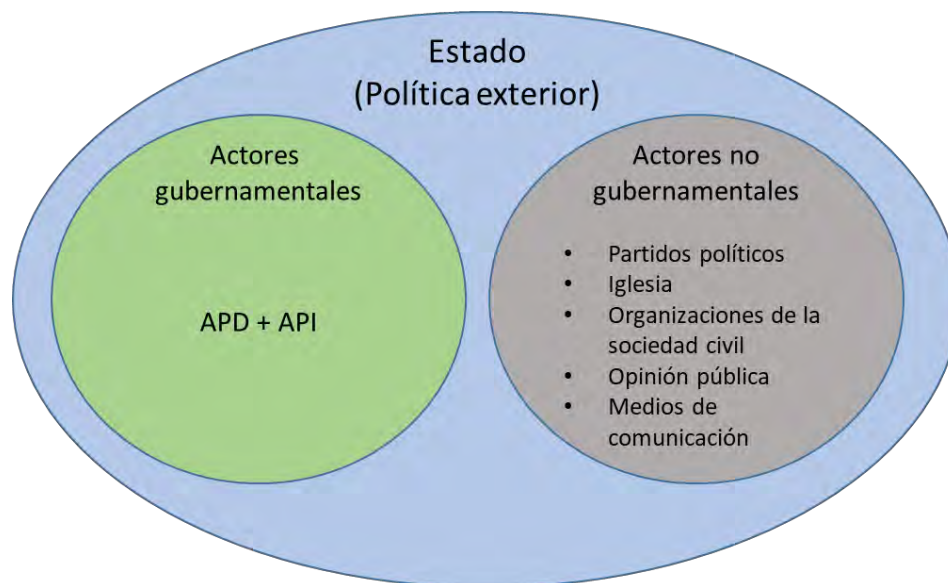 Estado
(Política exterior)
Actores
gubernamentales
APD + API
Actores no
gubernamentales
• Partidos políticos
• Iglesia
• Organizaciones de la
sociedad civil
• Opinión pública
• Medios de
comunicación